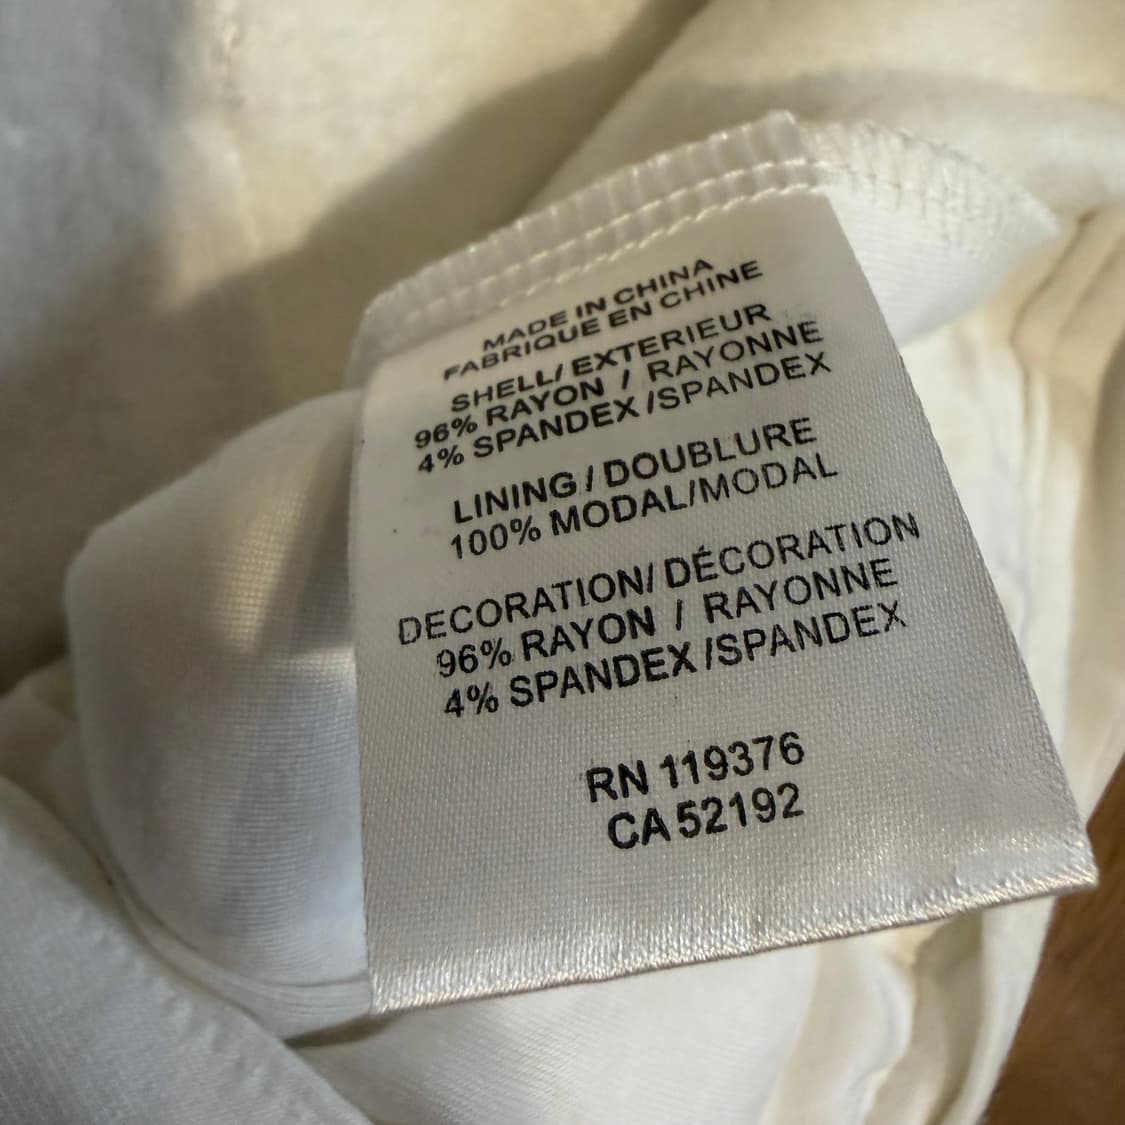 MADE IN CHINA
FABRIQUE EN CHINE
SHELL/ EXTERIEUR
96% RAYON / RAYONNE
4% SPANDEX /SPANDEX
LINING / DOUBLURE
100% MODAL/MODAL
DECORATION/ DÉCORATION
96% RAYON / RAYONNE
4% SPANDEX /SPANDEX
RN 119376
CA 52192